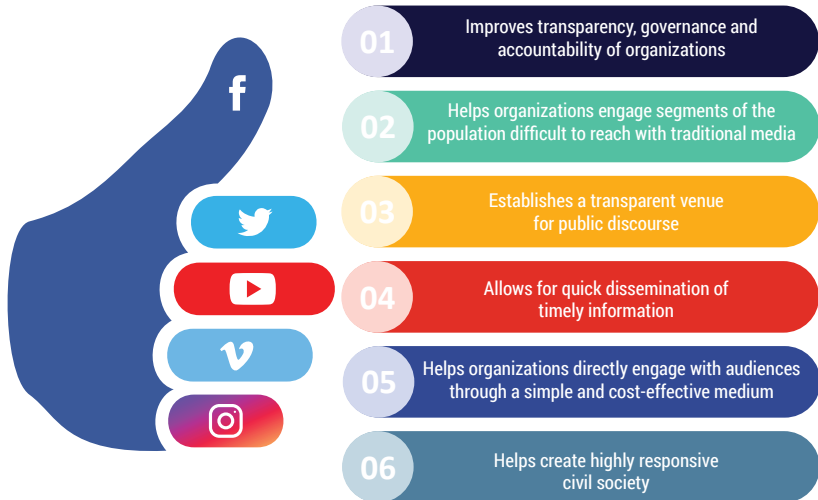 f
01
Improves transparency, governance and
accountability of organizations
02
Helps organizations engage segments of the
population difficult to reach with traditional media
03
Establishes a transparent venue
for public discourse
04
Allows for quick dissemination of
timely information
05
Helps organizations directly engage with audiences
through a simple and cost-effective medium
06
Helps create highly responsive
civil society